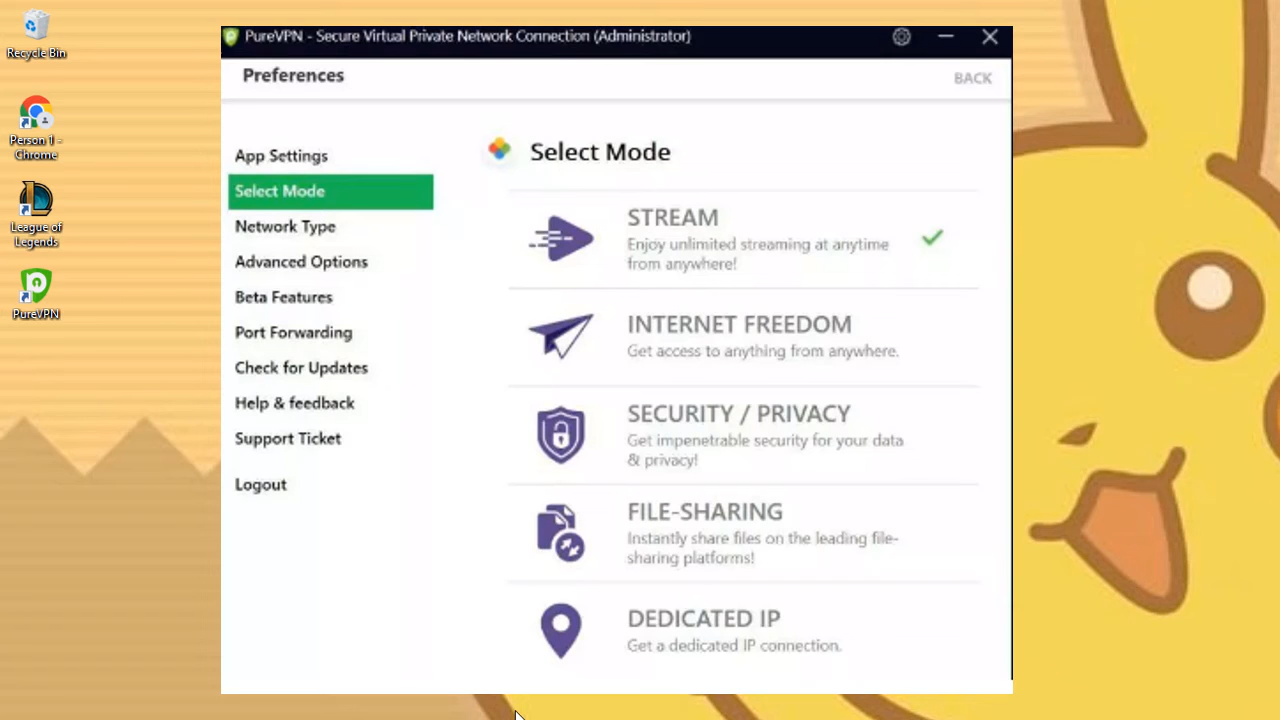 Recycle Bin
Person 1 -
Chrome
League of
Legends
PureVPN
PureVPN - Secure Virtual Private Network Connection (Administrator)
Preferences
BACK
App Settings
Select Mode
Network Type
Advanced Options
Beta Features
Port Forwarding
Check for Updates
Help & feedback
Support Ticket
Logout
Select Mode
STREAM
Enjoy unlimited streaming at anytime
from anywhere!
INTERNET FREEDOM
Get access to anything from anywhere.
SECURITY / PRIVACY
Get impenetrable security for your data
& privacy!
FILE-SHARING
Instantly share files on the leading file-
sharing platforms!
DEDICATED IP
Get a dedicated IP connection.